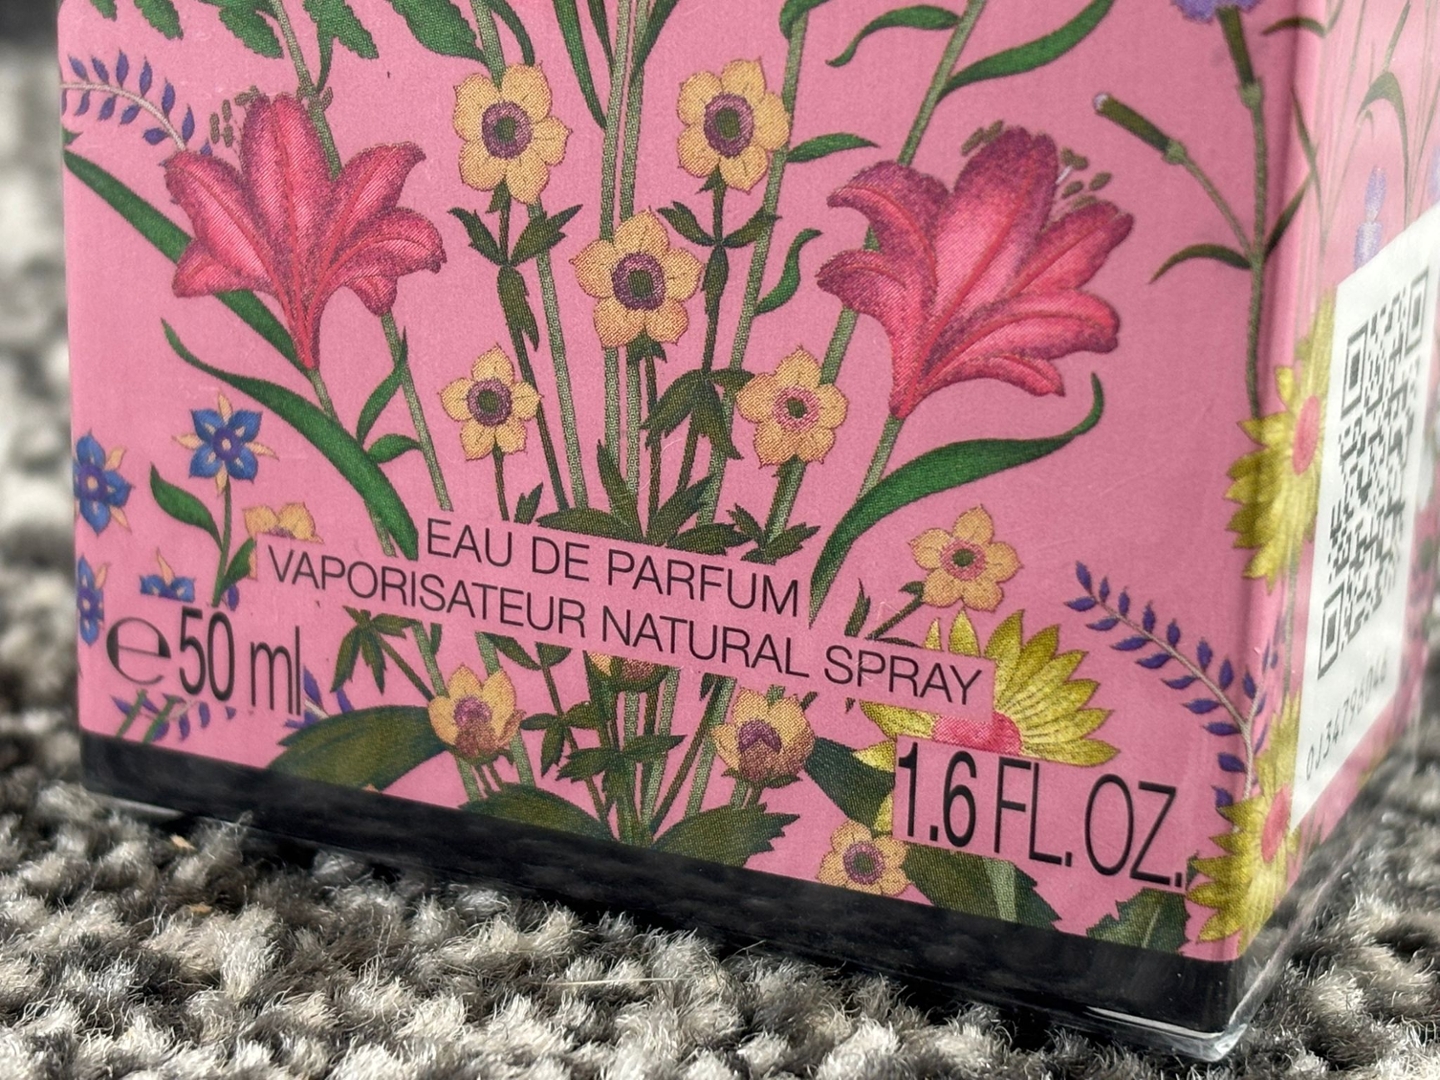 EAU DE PARFUM
VAPORISATEUR NATURAL SPRAY
℮ 50 ml
1.6 FL. OZ.